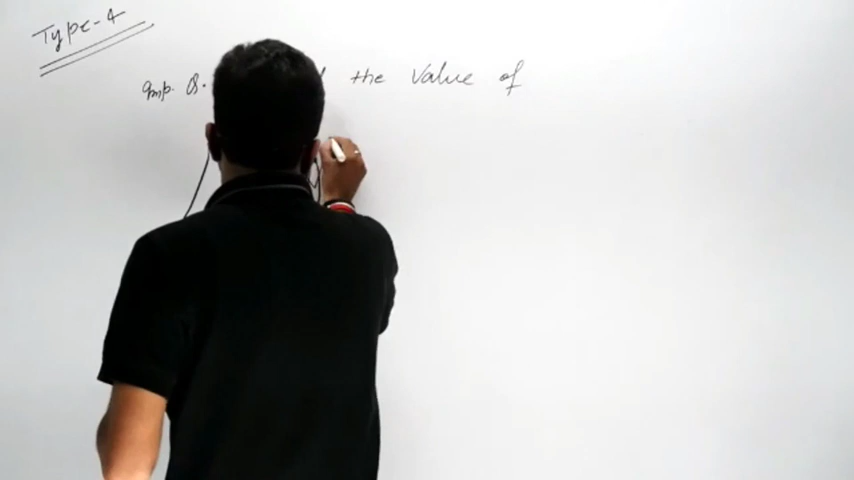 Type-4
Imp. Q. the value of